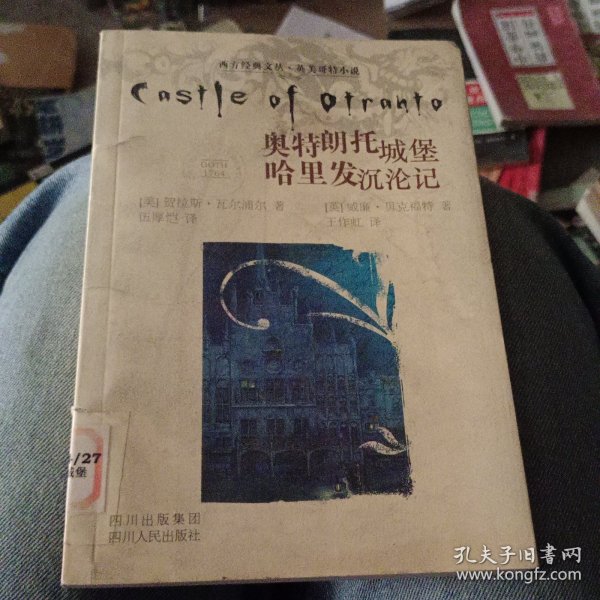 西方经典文丛·英美哥特小说
Castle of Otranto
奥特朗托城堡
哈里发沉沦记
GOTH
1764
[英] 贺拉斯·瓦尔浦尔 著
伍厚恺 译
[英] 威廉·贝克福特 著
王作虹 译
/27
城堡
四川出版集团
四川人民出版社
孔夫子旧书网
www.kongfz.com